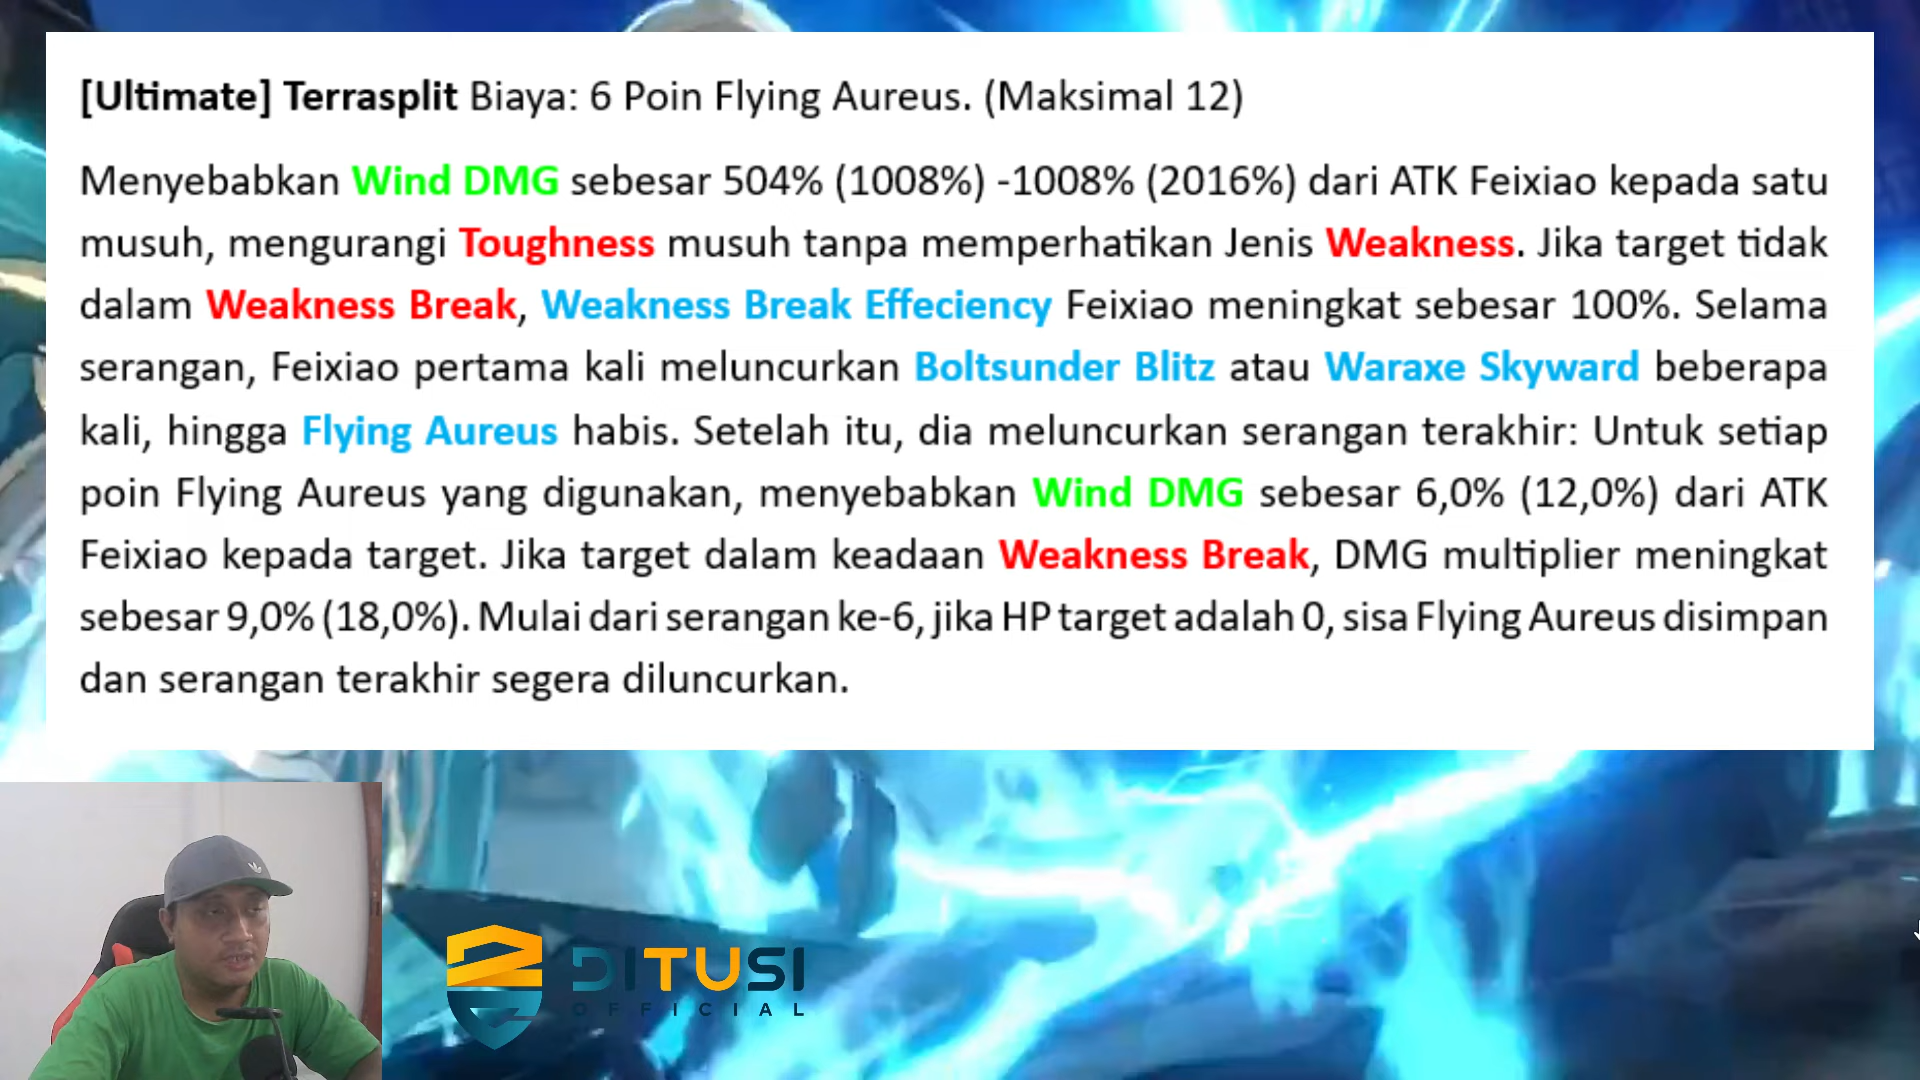 [Ultimate] Terrasplit Biaya: 6 Poin Flying Aureus. (Maksimal 12)
Menyebabkan Wind DMG sebesar 504% (1008%) -1008% (2016%) dari ATK Feixiao kepada satu
musuh, mengurangi Toughness musuh tanpa memperhatikan Jenis Weakness. Jika target tidak
dalam Weakness Break, Weakness Break Effeciency Feixiao meningkat sebesar 100%. Selama
serangan, Feixiao pertama kali meluncurkan Boltsunder Blitz atau Waraxe Skyward beberapa
kali, hingga Flying Aureus habis. Setelah itu, dia meluncurkan serangan terakhir: Untuk setiap
poin Flying Aureus yang digunakan, menyebabkan Wind DMG sebesar 6,0% (12,0%) dari ATK
Feixiao kepada target. Jika target dalam keadaan Weakness Break, DMG multiplier meningkat
sebesar 9,0% (18,0%). Mulai dari serangan ke-6, jika HP target adalah 0, sisa Flying Aureus disimpan
dan serangan terakhir segera diluncurkan.
DITUSI
OFFICIAL